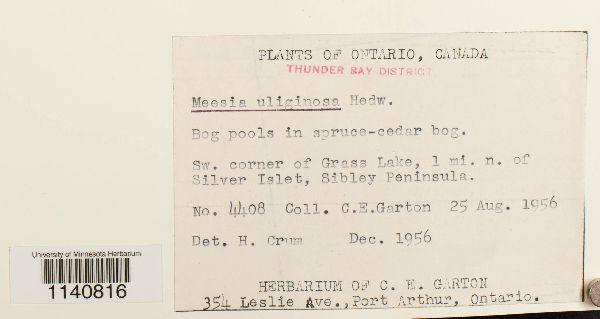 PLANTS OF ONTARIO, CANADA
THUNDER BAY DISTRICT
Meesia uliginosa Hedw.
Bog pools in spruce-cedar bog.
Sw. corner of Grass Lake, 1 mi. n. of
Silver Islet, Sibley Peninsula.
No. 4408 Coll. C.E.Garton 25 Aug. 1956
Det. H. Crum Dec. 1956
HERBARIUM OF C. E. GARTON
354 Leslie Ave., Port Arthur, Ontario.
University of Minnesota Herbarium
1140816